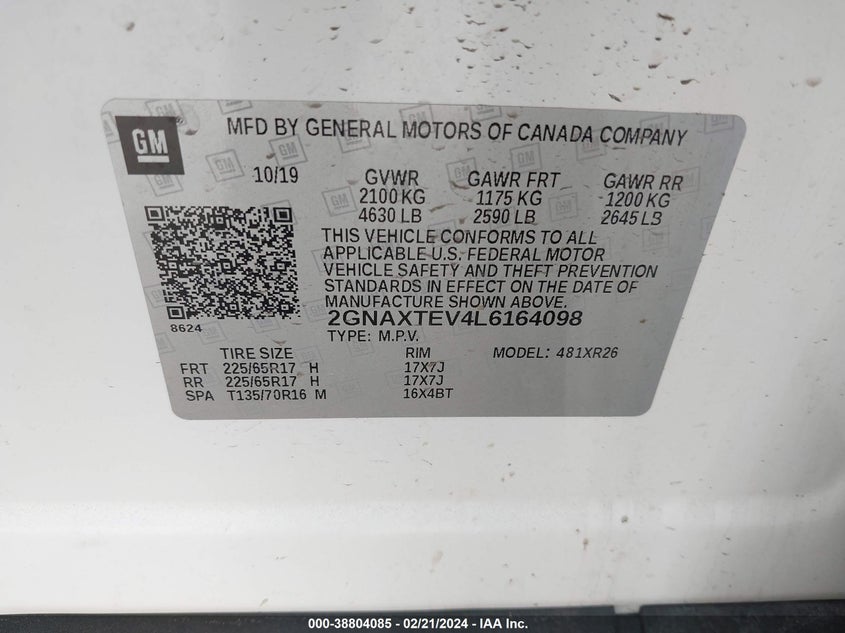 GM
MFD BY GENERAL MOTORS OF CANADA COMPANY
10/19 GVWR GAWR FRT GAWR RR
2100 KG 1175 KG 1200 KG
4630 LB 2590 LB 2645 LB
THIS VEHICLE CONFORMS TO ALL
APPLICABLE U.S. FEDERAL MOTOR
VEHICLE SAFETY AND THEFT PREVENTION
STANDARDS IN EFFECT ON THE DATE OF
MANUFACTURE SHOWN ABOVE.
8624
2GNAXTEV4L6164098
TYPE: M.P.V.
TIRE SIZE RIM MODEL: 481XR26
FRT 225/65R17 H 17X7J
RR 225/65R17 H 17X7J
SPA T135/70R16 M 16X4BT
000-38804085 - 02/21/2024 - IAA Inc.